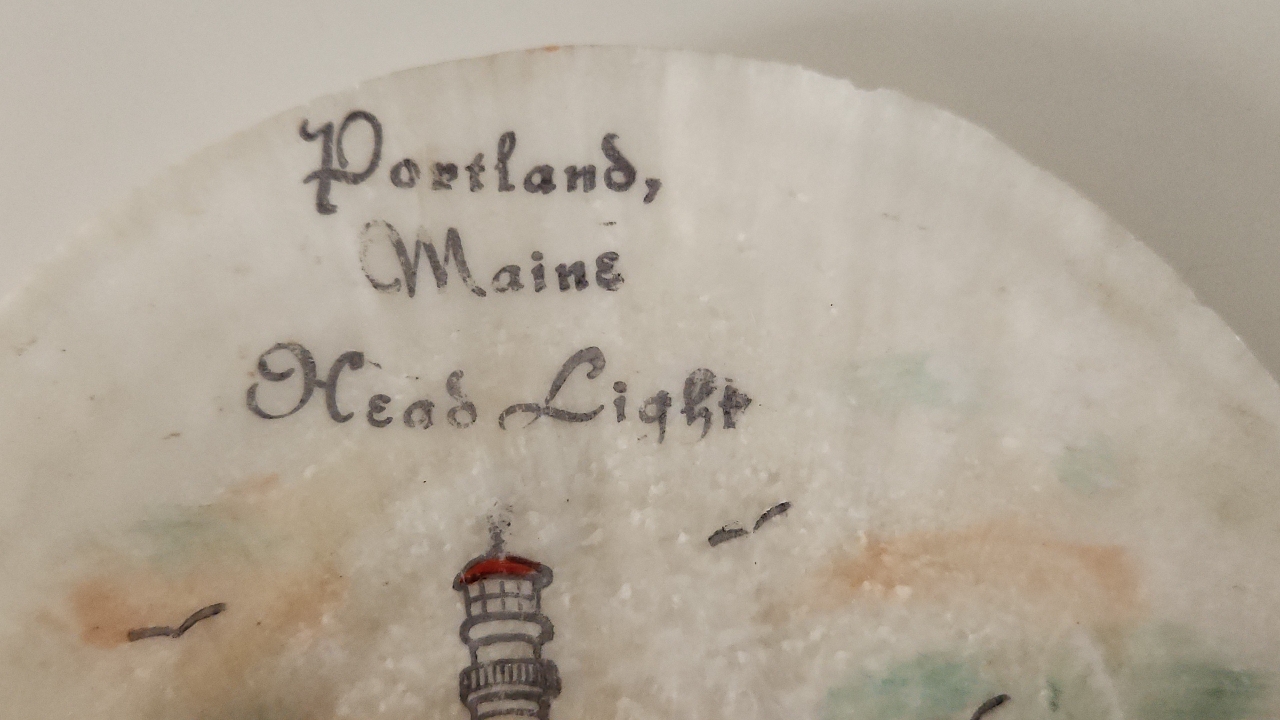 Portland,
Maine
Head Light